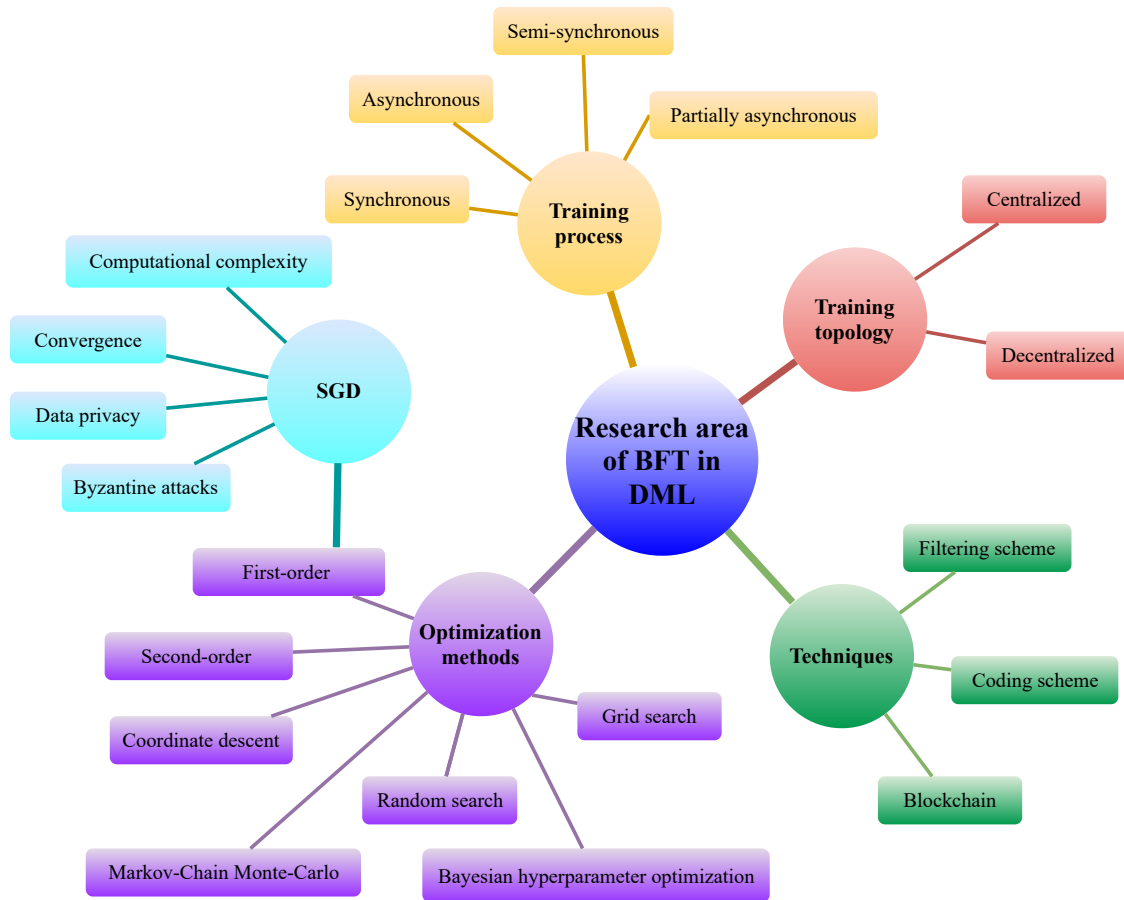 Semi-synchronous
Asynchronous
Partially asynchronous
Synchronous
Training
process
Centralized
Training
topology
Decentralized
Computational complexity
Convergence
SGD
Data privacy
Byzantine attacks
Research area
of BFT in
DML
First-order
Second-order
Coordinate descent
Optimization
methods
Grid search
Random search
Markov-Chain Monte-Carlo
Bayesian hyperparameter optimization
Filtering scheme
Techniques
Coding scheme
Blockchain